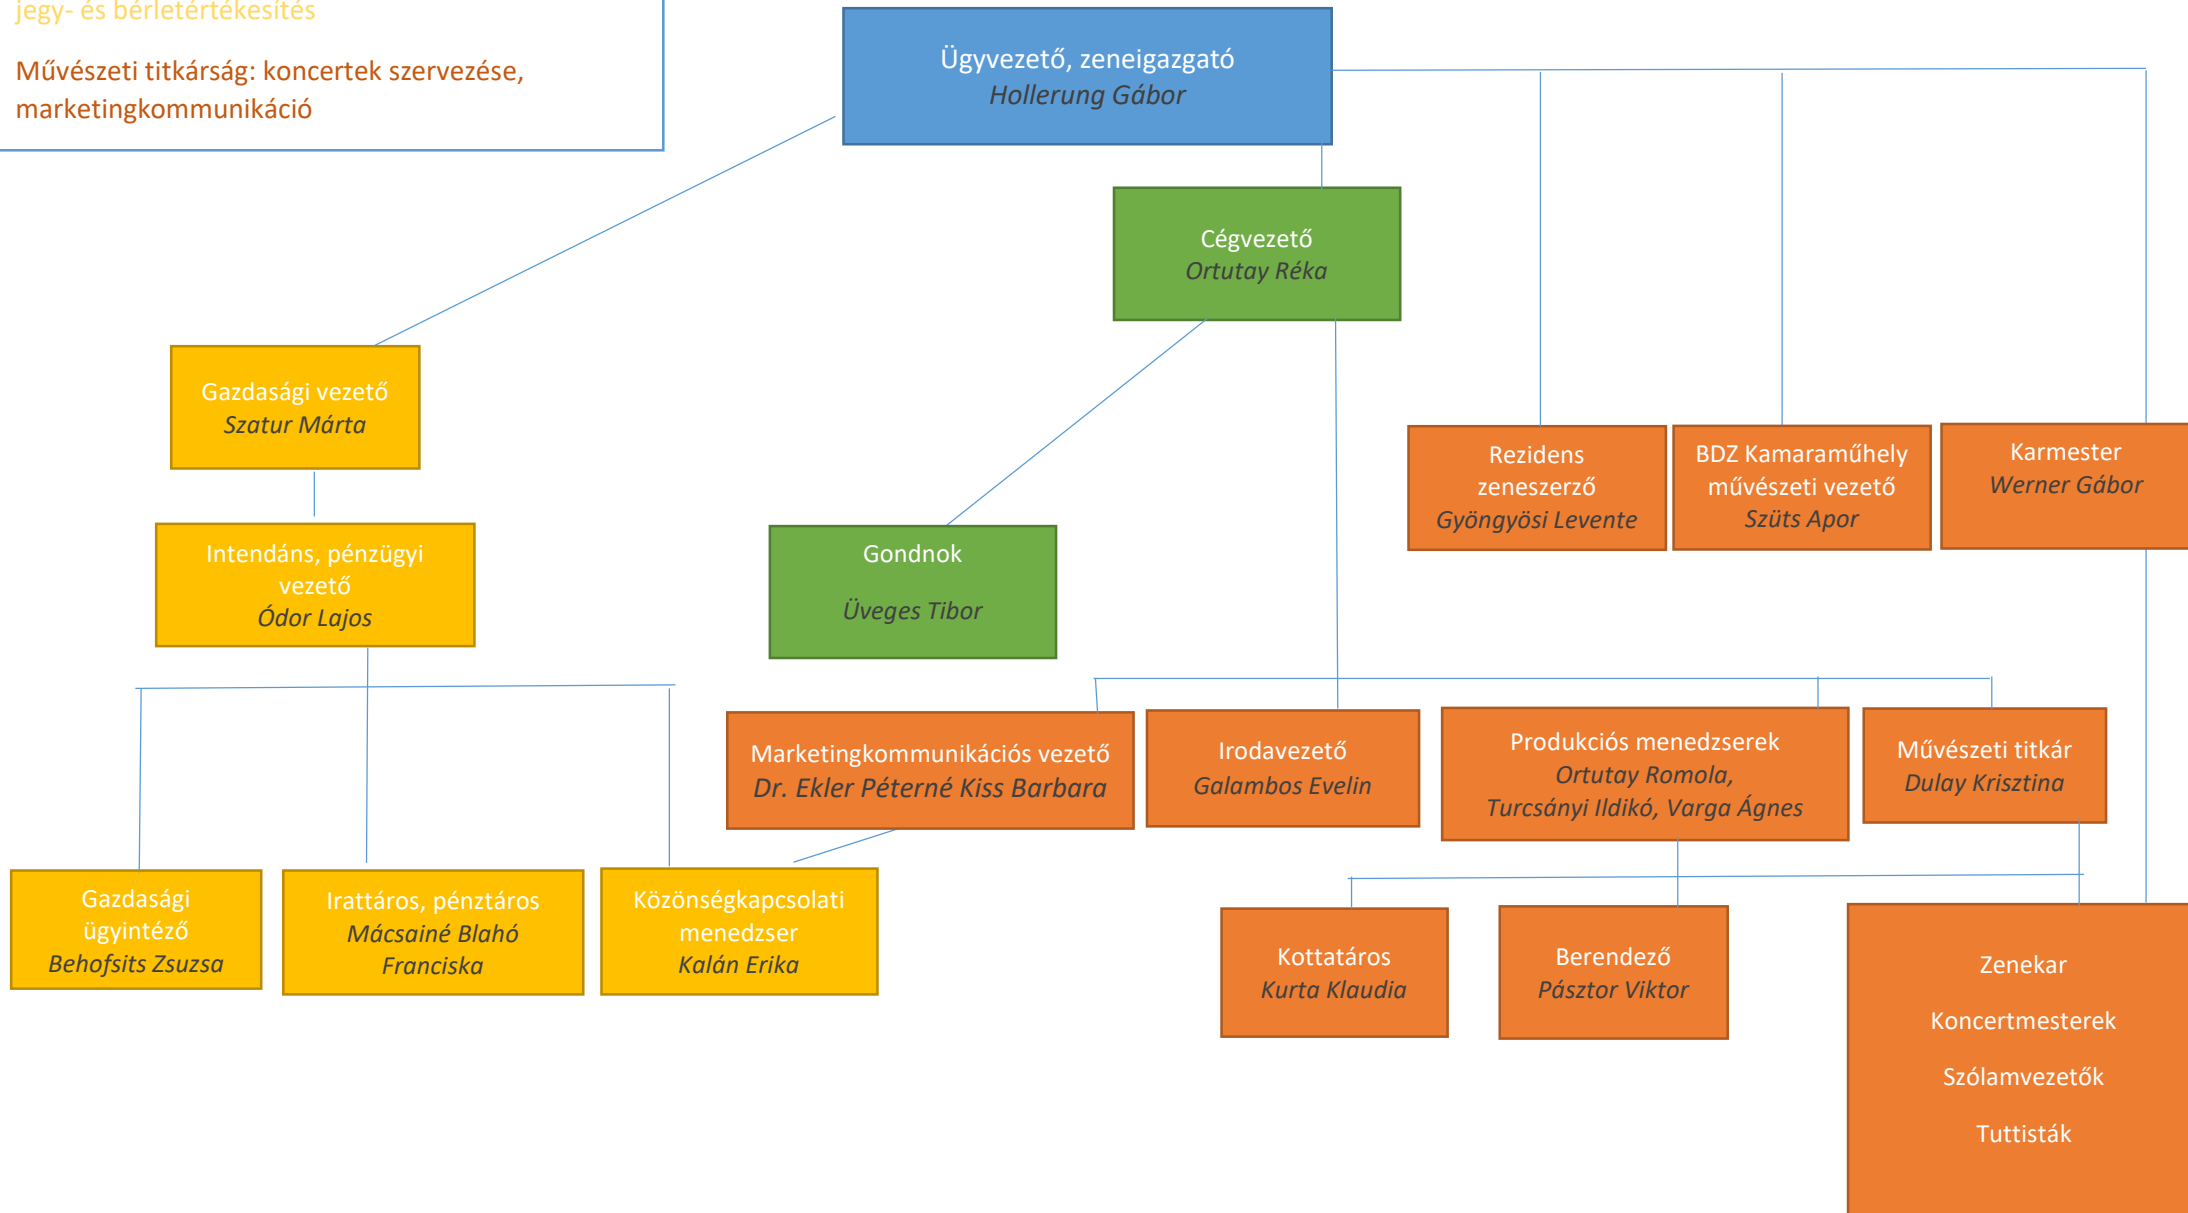 jegy- és bérletértékesítés
Művészeti titkárság: koncertek szervezése,
marketingkommunikáció
Ügyvezető, zeneigazgató
Hollerung Gábor
Cégvezető
Ortutay Réka
Gazdasági vezető
Szatur Márta
Rezidens
zeneszerző
Gyöngyösi Levente
BDZ Kamaraműhely
művészeti vezető
Szüts Apor
Karmester
Werner Gábor
Intendáns, pénzügyi
vezető
Ódor Lajos
Gondnok
Üveges Tibor
Marketingkommunikációs vezető
Dr. Ekler Péterné Kiss Barbara
Irodavezető
Galambos Evelin
Produkciós menedzserek
Ortutay Romola,
Turcsányi Ildikó, Varga Ágnes
Művészeti titkár
Dulay Krisztina
Gazdasági
ügyintéző
Behofsits Zsuzsa
Irattáros, pénztáros
Mácsainé Blahó
Franciska
Közönségkapcsolati
menedzser
Kalán Erika
Kottatáros
Kurta Klaudia
Berendező
Pásztor Viktor
Zenekar
Koncertmesterek
Szólamvezetők
Tuttisták